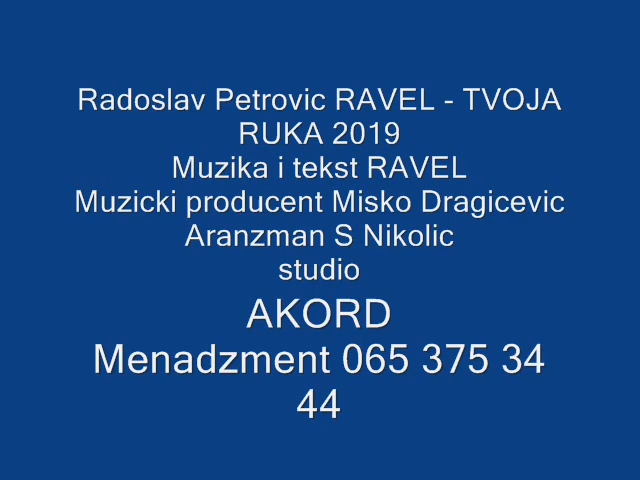 Radoslav Petrovic RAVEL - TVOJA
RUKA 2019
Muzika i tekst RAVEL
Muzicki producent Misko Dragicevic
Aranzman S Nikolic
studio
AKORD
Menadzment 065 375 34
44